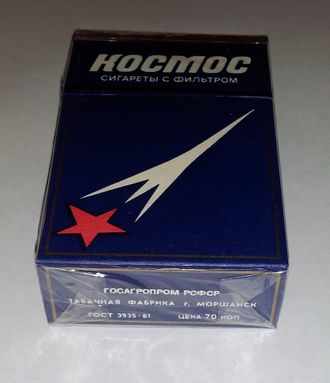 КОСМОС
СИГАРЕТЫ С ФИЛЬТРОМ
ГОСАГРОПРОМ РСФСР
ТАБАЧНАЯ ФАБРИКА г. МОРШАНСК
ГОСТ 3935-81 ЦЕНА 70 КОП